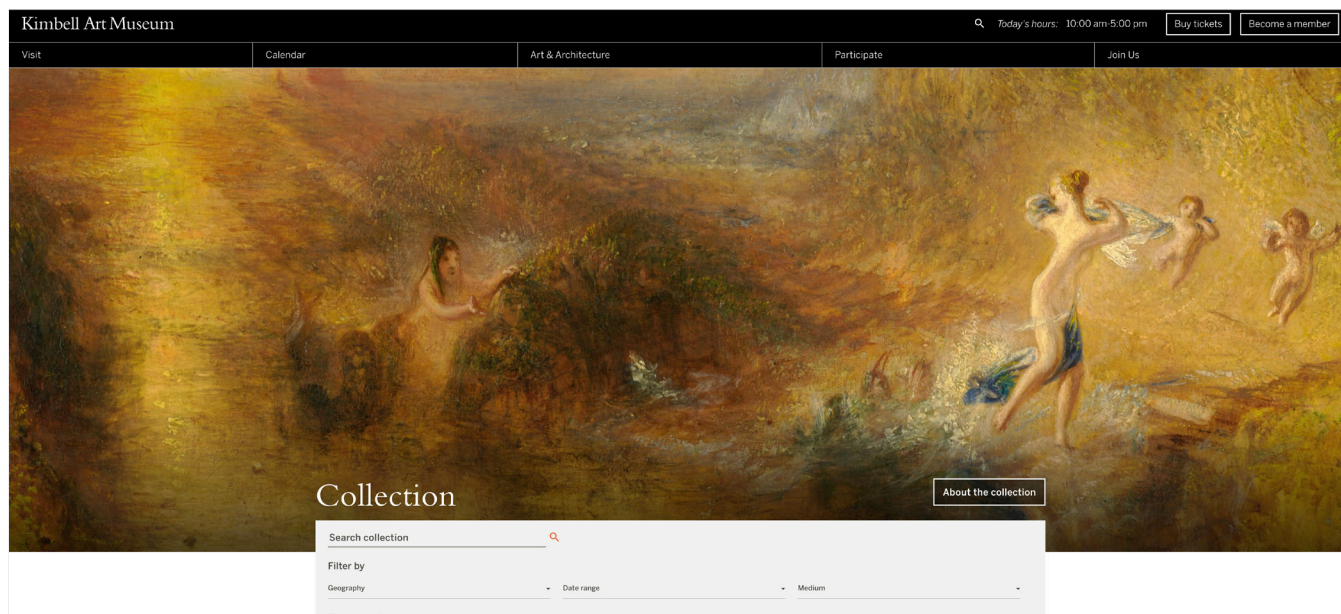 Kimbell Art Museum
Today's hours: 10:00 am-5:00 pm
Buy tickets
Become a member
Visit
Calendar
Art & Architecture
Participate
Join Us
Collection
About the collection
Search collection
Filter by
Geography
Date range
Medium